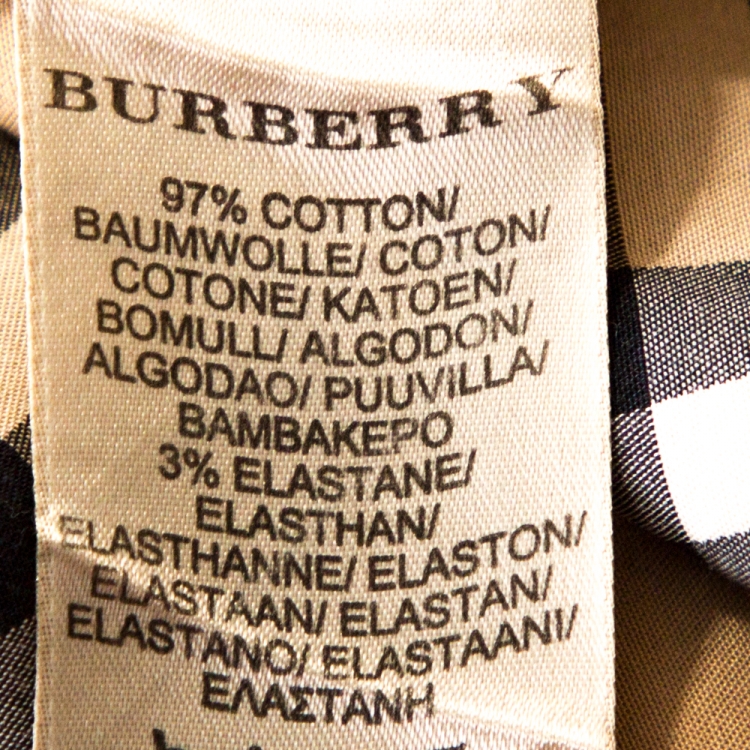 BURBERRY
97% COTTON/
BAUMWOLLE/ COTON/
COTONE/ KATOEN/
BOMULL/ ALGODON/
ALGODAO/ PUUVILLA/
BAMBAKEPO
3% ELASTANE/
ELASTHAN/
ELASTHANNE/ ELASTON/
ELASTAAN/ ELASTAN/
ELASTANO/ ELASTAANI/
ΕΛΑΣΤΑΝΗ